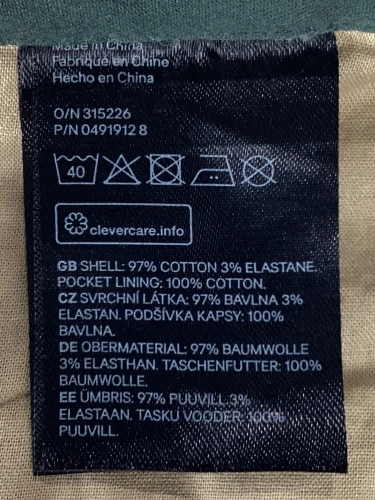 Made in China
Fabriqué en Chine
Hecho en China
O/N 315226
P/N 0491912 8
40
clevercare.info
GB SHELL: 97% COTTON 3% ELASTANE.
POCKET LINING: 100% COTTON.
CZ SVRCHNÍ LÁTKA: 97% BAVLNA 3%
ELASTAN. PODŠÍVKA KAPSY: 100%
BAVLNA.
DE OBERMATERIAL: 97% BAUMWOLLE
3% ELASTHAN. TASCHENFUTTER: 100%
BAUMWOLLE.
EE ÜMBRIS: 97% PUUVILL 3%
ELASTAAN. TASKU VOODER: 100%
PUUVILL.